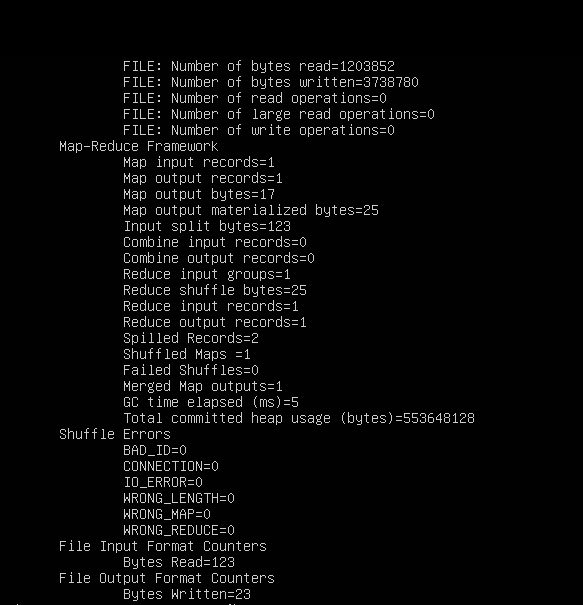 FILE: Number of bytes read=1203852
FILE: Number of bytes written=3738780
FILE: Number of read operations=0
FILE: Number of large read operations=0
FILE: Number of write operations=0
Map-Reduce Framework
Map input records=1
Map output records=1
Map output bytes=17
Map output materialized bytes=25
Input split bytes=123
Combine input records=0
Combine output records=0
Reduce input groups=1
Reduce shuffle bytes=25
Reduce input records=1
Reduce output records=1
Spilled Records=2
Shuffled Maps =1
Failed Shuffles=0
Merged Map outputs=1
GC time elapsed (ms)=5
Total committed heap usage (bytes)=553648128
Shuffle Errors
BAD_ID=0
CONNECTION=0
IO_ERROR=0
WRONG_LENGTH=0
WRONG_MAP=0
WRONG_REDUCE=0
File Input Format Counters
Bytes Read=123
File Output Format Counters
Bytes Written=23